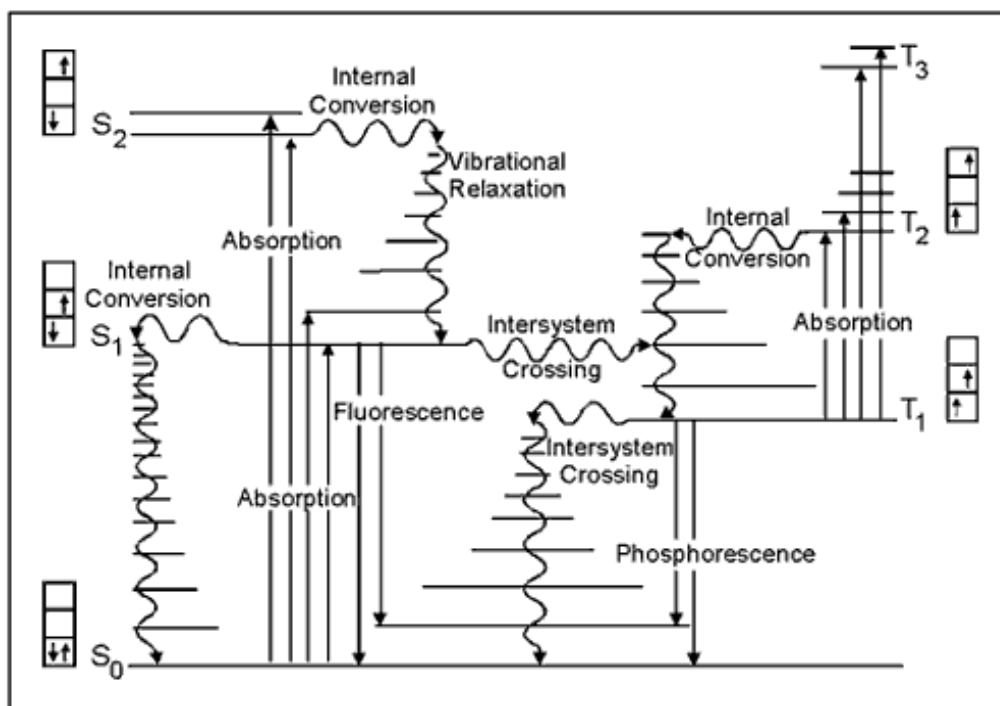 Internal
Conversion
S2
Vibrational
Relaxation
Absorption
T3
Internal
Conversion
T2
Internal
Conversion
S1
Intersystem
Crossing
Absorption
Fluorescence
T1
Intersystem
Crossing
Absorption
Phosphorescence
S0